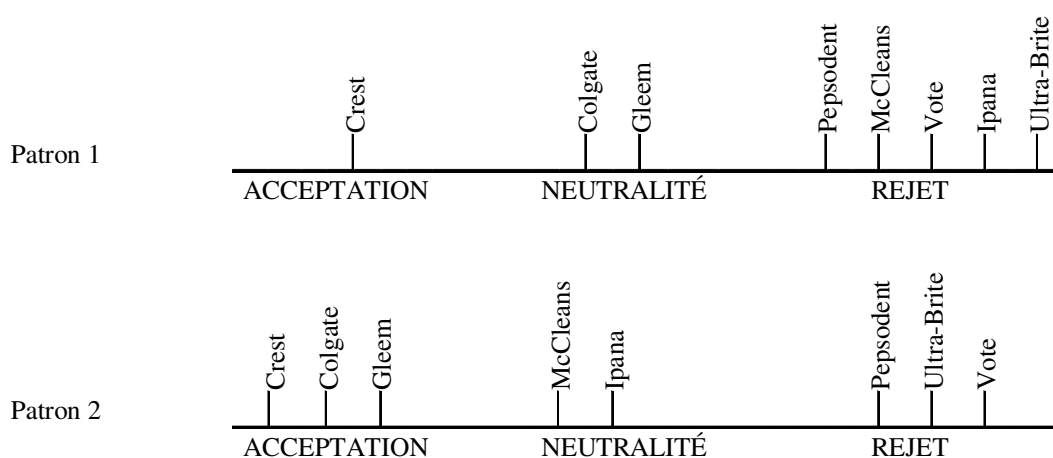 Crest
Colgate
Gleem
Pepsodent
McCleans
Vote
Ipana
Ultra-Brite
Patron 1
ACCEPTATION NEUTRALITÉ REJET
Crest
Colgate
Gleem
McCleans
Ipana
Pepsodent
Ultra-Brite
Vote
Patron 2
ACCEPTATION NEUTRALITÉ REJET